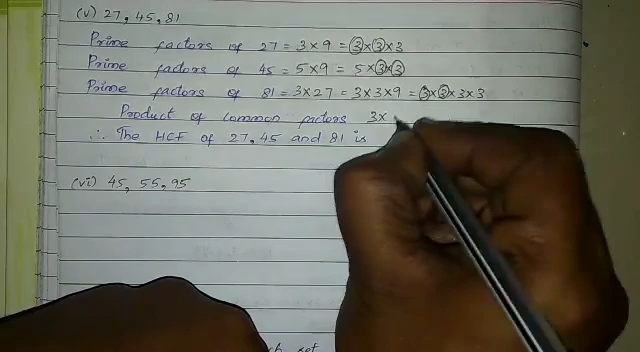 (v) 27, 45, 81
Prime factors of 27 = 3 × 9 = 3 × 3 × 3
Prime factors of 45 = 5 × 9 = 5 × 3 × 3
Prime factors of 81 = 3 × 27 = 3 × 3 × 9 = 3 × 3 × 3 × 3
Product of common factors 3 ×
∴ The HCF of 27, 45 and 81 is
(vi) 45, 55, 95
set